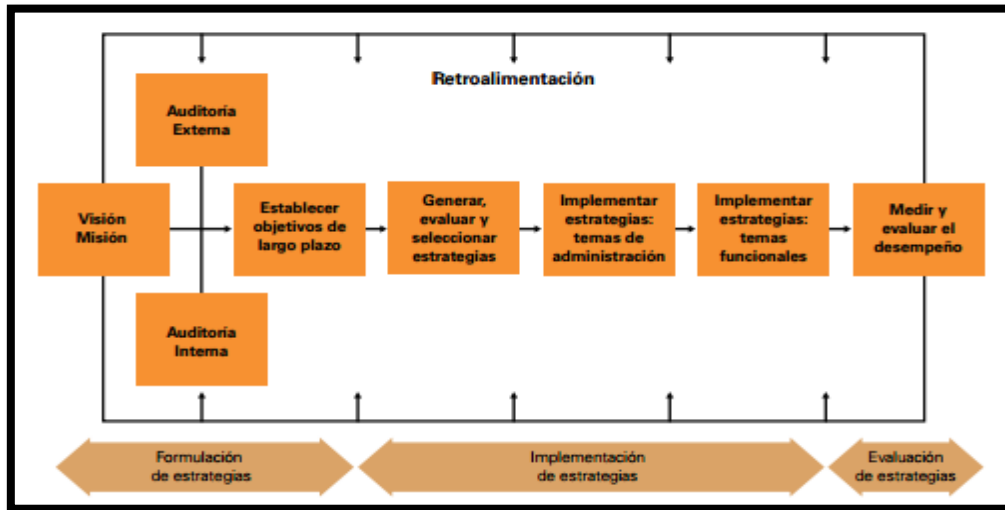 Retroalimentación
Auditoría
Externa
Visión
Misión
Establecer
objetivos de
largo plazo
Generar,
evaluar y
seleccionar
estrategias
Implementar
estrategias:
temas de
administración
Implementar
estrategias:
temas
funcionales
Medir y
evaluar el
desempeño
Auditoría
Interna
Formulación
de estrategias
Implementación
de estrategias
Evaluación
de estrategias